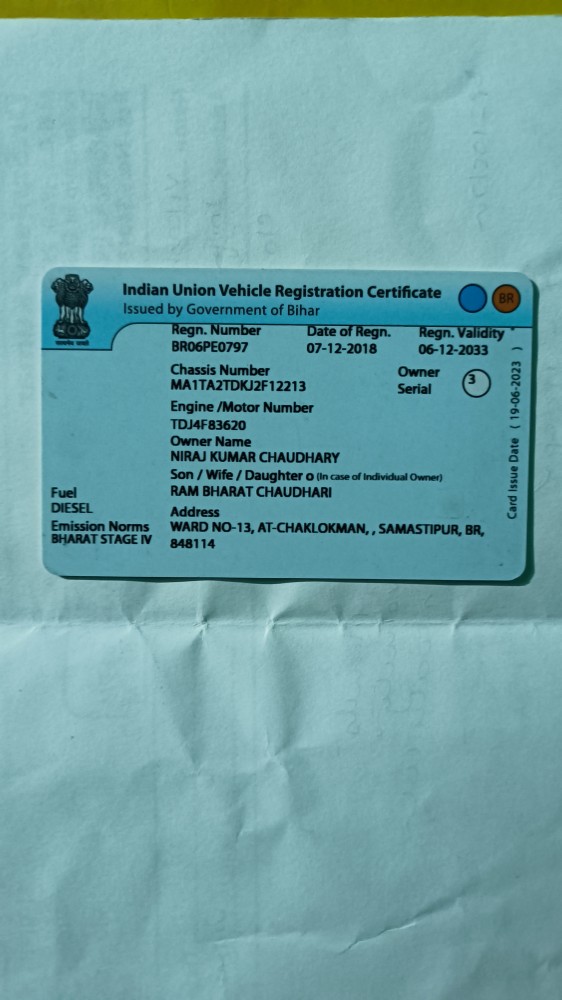 Indian Union Vehicle Registration Certificate
Issued by Government of Bihar
BR
Regn. Number Date of Regn. Regn. Validity *
BR06PE0797 07-12-2018 06-12-2033
Chassis Number Owner Serial 3
MA1TA2TDKJ2F12213
Engine /Motor Number
TDJ4F83620
Owner Name
NIRAJ KUMAR CHAUDHARY
Son / Wife / Daughter o (In case of Individual Owner)
RAM BHARAT CHAUDHARI
Fuel
DIESEL
Address
WARD NO-13, AT-CHAKLOKMAN, , SAMASTIPUR, BR,
848114
Emission Norms
BHARAT STAGE IV
Card Issue Date ( 19-06-2023 )